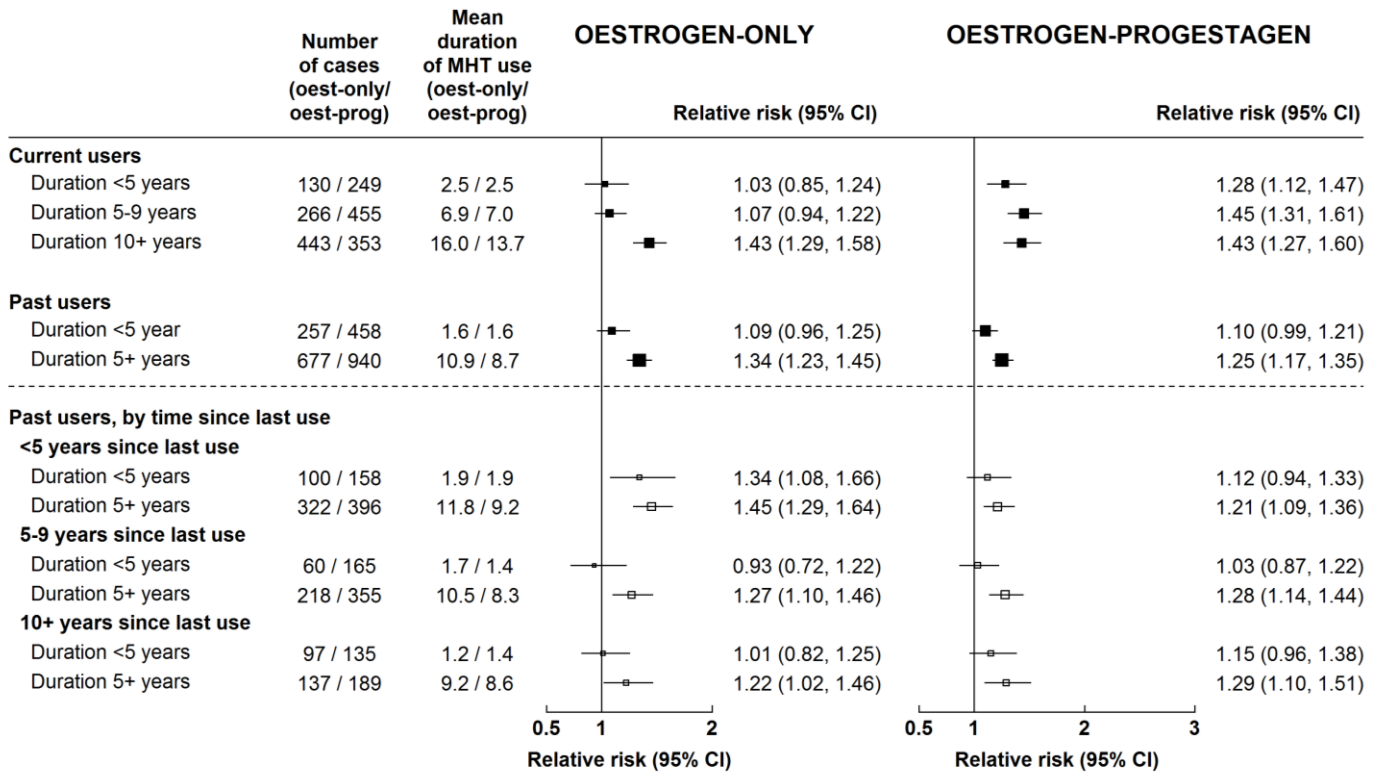 Number of cases (oest-only/ oest-prog)
Mean duration of MHT use (oest-only/ oest-prog)
OESTROGEN-ONLY
OESTROGEN-PROGESTAGEN
Relative risk (95% CI)
Relative risk (95% CI)
Current users
Duration <5 years 130 / 249 2.5 / 2.5 1.03 (0.85, 1.24) 1.28 (1.12, 1.47)
Duration 5-9 years 266 / 455 6.9 / 7.0 1.07 (0.94, 1.22) 1.45 (1.31, 1.61)
Duration 10+ years 443 / 353 16.0 / 13.7 1.43 (1.29, 1.58) 1.43 (1.27, 1.60)
Past users
Duration <5 year 257 / 458 1.6 / 1.6 1.09 (0.96, 1.25) 1.10 (0.99, 1.21)
Duration 5+ years 677 / 940 10.9 / 8.7 1.34 (1.23, 1.45) 1.25 (1.17, 1.35)
Past users, by time since last use
<5 years since last use
Duration <5 years 100 / 158 1.9 / 1.9 1.34 (1.08, 1.66) 1.12 (0.94, 1.33)
Duration 5+ years 322 / 396 11.8 / 9.2 1.45 (1.29, 1.64) 1.21 (1.09, 1.36)
5-9 years since last use
Duration <5 years 60 / 165 1.7 / 1.4 0.93 (0.72, 1.22) 1.03 (0.87, 1.22)
Duration 5+ years 218 / 355 10.5 / 8.3 1.27 (1.10, 1.46) 1.28 (1.14, 1.44)
10+ years since last use
Duration <5 years 97 / 135 1.2 / 1.4 1.01 (0.82, 1.25) 1.15 (0.96, 1.38)
Duration 5+ years 137 / 189 9.2 / 8.6 1.22 (1.02, 1.46) 1.29 (1.10, 1.51)
0.5 1 2 0.5 1 2 3
Relative risk (95% CI) Relative risk (95% CI)